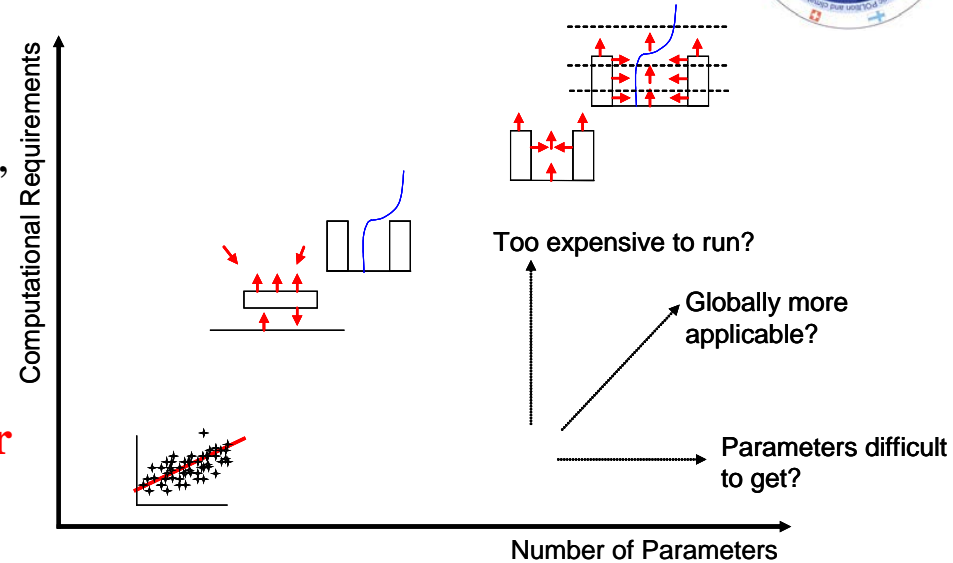 Computational Requirements
,
r
Too expensive to run?
Globally more
applicable?
Parameters difficult
to get?
Number of Parameters